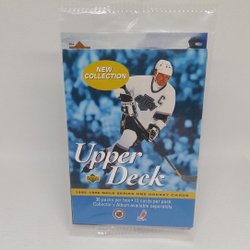 NEW
COLLECTION
Upper
Deck
1995-1996 NHL® SERIES ONE HOCKEY CARDS
36 packs per box • 12 cards per pack
Collector's Album available separately